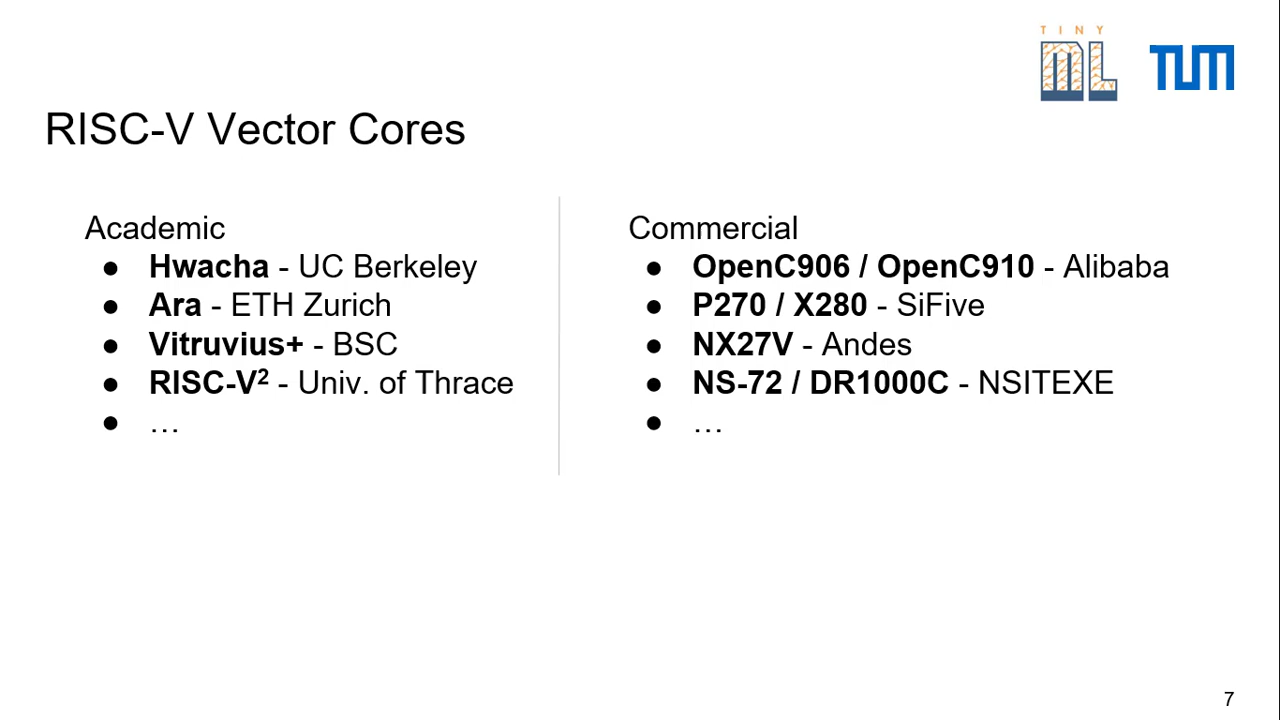 TINY
ML
TUM
RISC-V Vector Cores
Academic
● Hwacha - UC Berkeley
● Ara - ETH Zurich
● Vitruvius+ - BSC
● RISC-V² - Univ. of Thrace
● …
Commercial
● OpenC906 / OpenC910 - Alibaba
● P270 / X280 - SiFive
● NX27V - Andes
● NS-72 / DR1000C - NSITEXE
● …
7